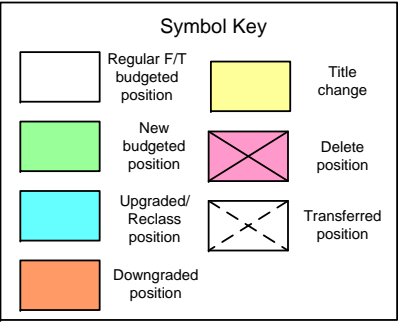 Symbol Key
Regular F/T
budgeted
position
Title
change
New
budgeted
position
Delete
position
Upgraded/
Reclass
position
Transferred
position
Downgraded
position